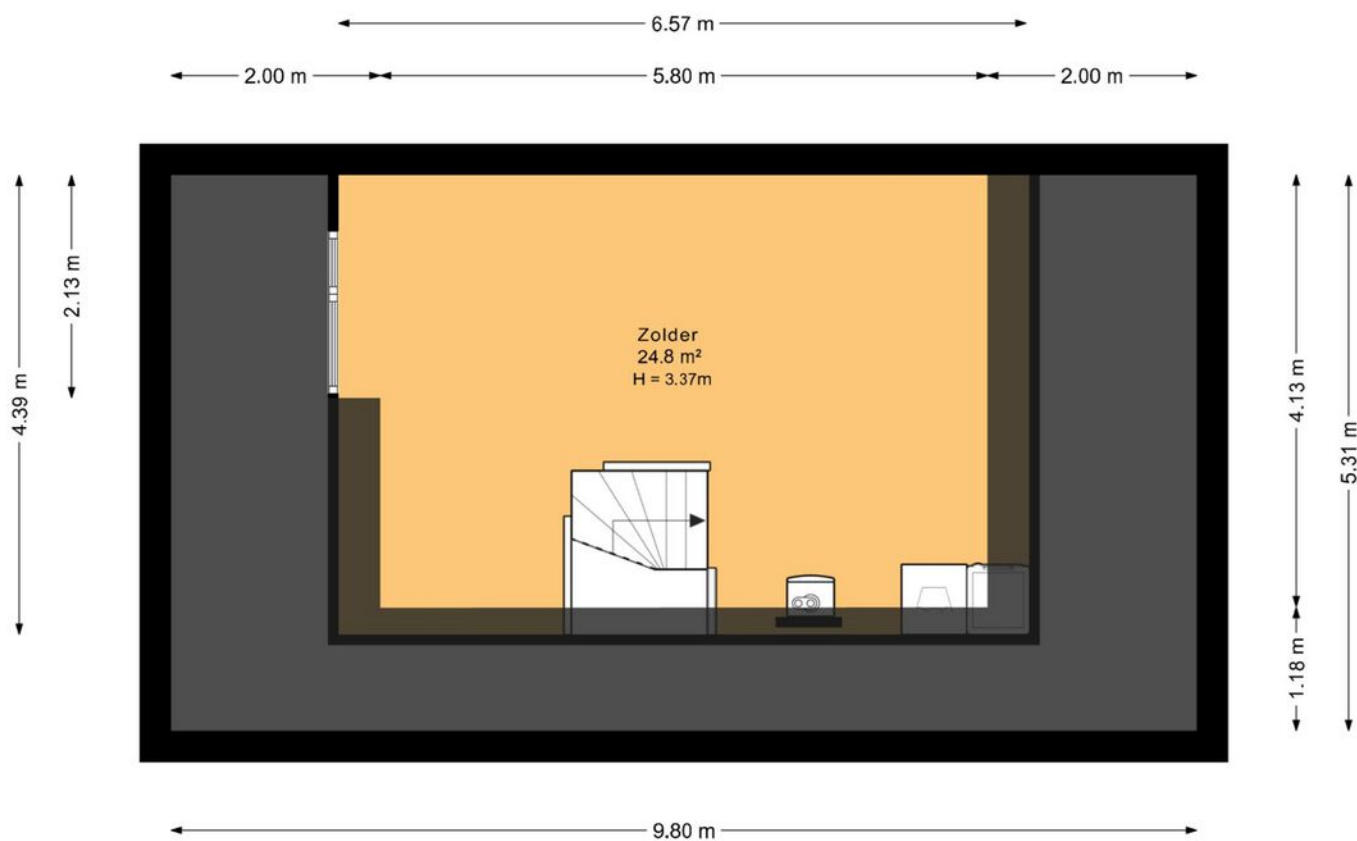 6.57 m
2.00 m
5.80 m
2.00 m
4.39 m
2.13 m
Zolder
24.8 m²
H = 3.37m
4.13 m
5.31 m
1.18 m
9.80 m